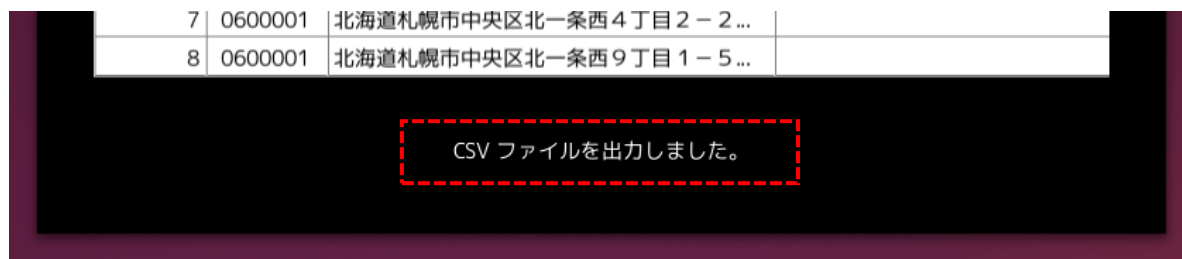 7 0600001 北海道札幌市中央区北一条西４丁目２－２...
8 0600001 北海道札幌市中央区北一条西９丁目１－５...
CSV ファイルを出力しました。